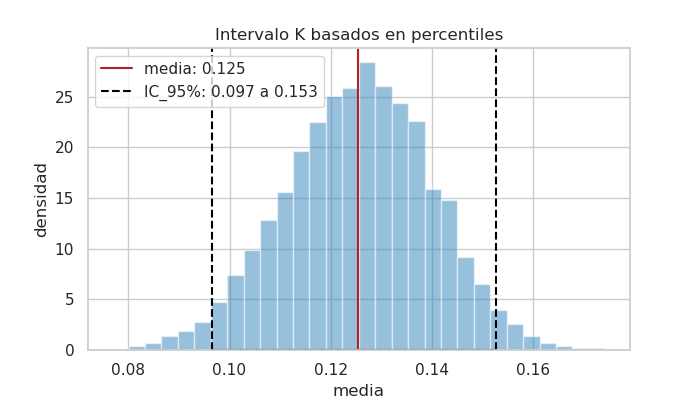 Intervalo K basados en percentiles
media: 0.125
IC_95%: 0.097 a 0.153
densidad
25
20
15
10
5
0
0.08 0.10 0.12 0.14 0.16
media